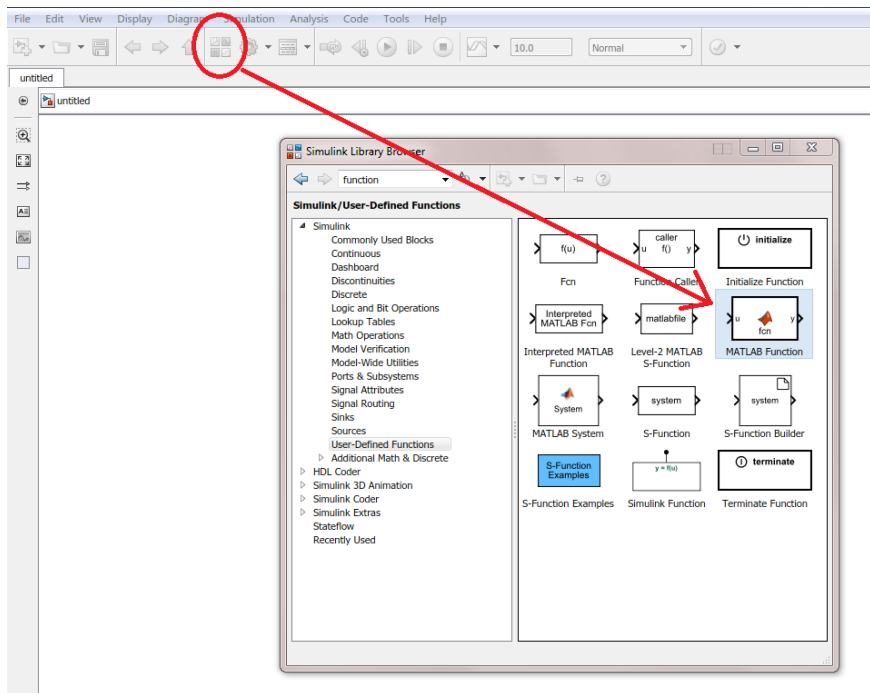 File Edit View Display Diagram Simulation Analysis Code Tools Help
10.0 Normal
untitled
untitled
Simulink Library Browser
function
Simulink/User-Defined Functions
Simulink
Commonly Used Blocks
Continuous
Dashboard
Discontinuities
Discrete
Logic and Bit Operations
Lookup Tables
Math Operations
Model Verification
Model-Wide Utilities
Ports & Subsystems
Signal Attributes
Signal Routing
Sinks
Sources
User-Defined Functions
Additional Math & Discrete
HDL Coder
Simulink 3D Animation
Simulink Coder
Simulink Extras
Stateflow
Recently Used
f(u)
Fcn
caller
u f() y
Function Caller
initialize
Initialize Function
Interpreted
MATLAB Fcn
Interpreted MATLAB
Function
matlabfile
Level-2 MATLAB
S-Function
u y
fcn
MATLAB Function
System
MATLAB System
system
S-Function
system
S-Function Builder
S-Function
Examples
S-Function Examples
y = f(u)
Simulink Function
terminate
Terminate Function